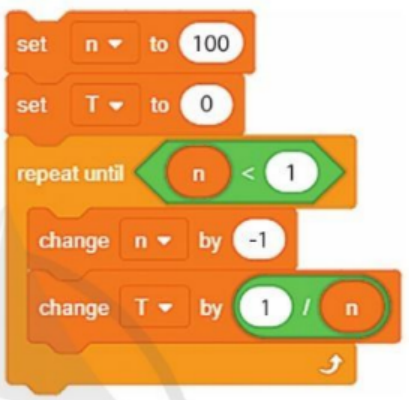 set n to 100
set T to 0
repeat until n < 1
change n by -1
change T by 1 / n